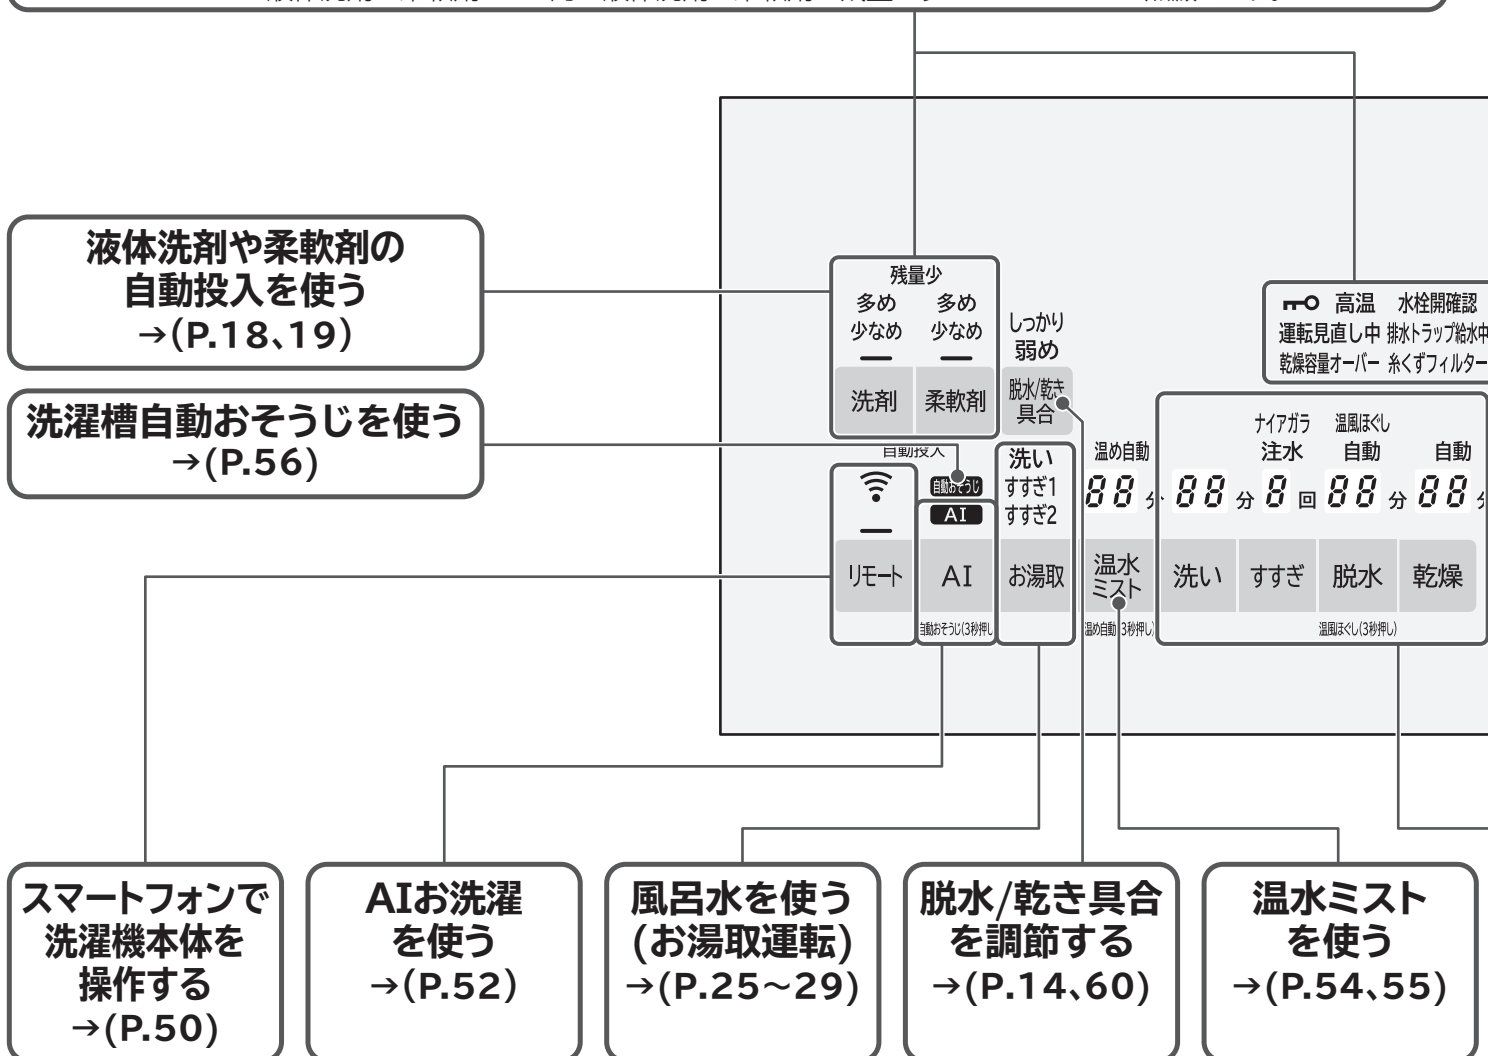 液体洗剤や柔軟剤の
自動投入を使う
→(P.18、19)
洗濯槽自動おそうじを使う
→(P.56)
残量少
多め 多め
少なめ 少なめ
洗剤 柔軟剤
自動投入
しっかり
弱め
脱水/乾き
具合
高温 水栓開確認
運転見直し中 排水トラップ給水中
乾燥容量オーバー 糸くずフィルター
自動おそうじ
AI
リモート
AI
自動おそうじ(3秒押し
洗い
すすぎ1
すすぎ2
お湯取
温め自動
88
温水
ミスト
温め自動(3秒押し)
ナイアガラ 温風ほぐし
注水 自動 自動
88分 8回 88分 88
洗い すすぎ 脱水 乾燥
温風ほぐし(3秒押し)
スマートフォンで
洗濯機本体を
操作する
→(P.50)
AIお洗濯
を使う
→(P.52)
風呂水を使う
(お湯取運転)
→(P.25～29)
脱水/乾き具合
を調節する
→(P.14、60)
温水ミスト
を使う
→(P.54、55)